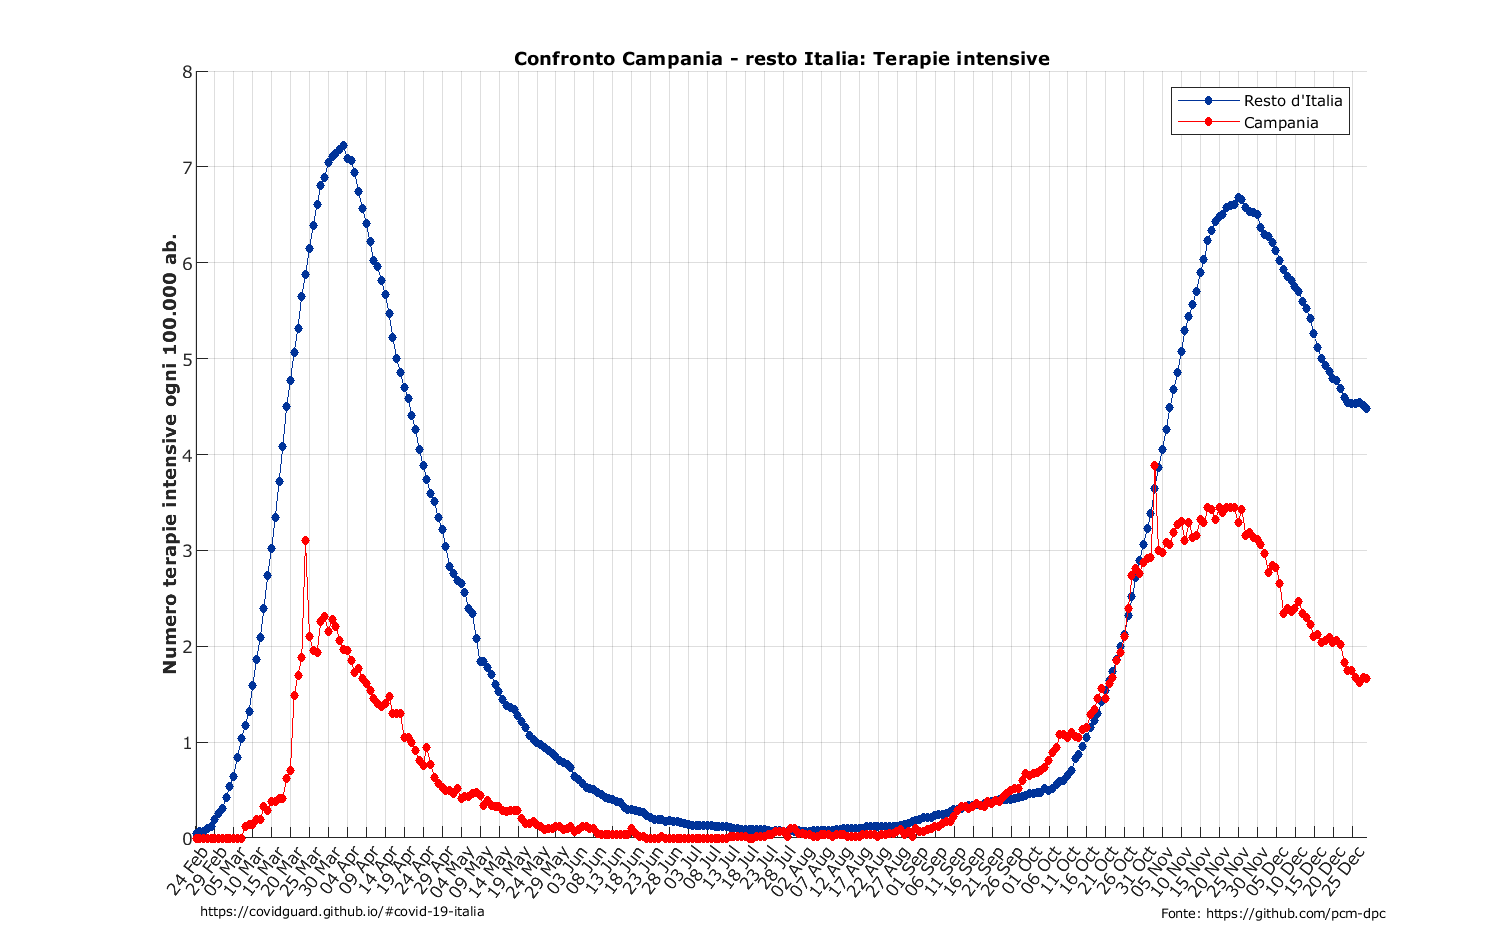 Confronto Campania - resto Italia: Terapie intensive
Resto d'Italia
Campania
Numero terapie intensive ogni 100.000 ab.
8
7
6
5
4
3
2
1
0
24 Feb
29 Feb
05 Mar
10 Mar
15 Mar
20 Mar
25 Mar
30 Mar
04 Apr
09 Apr
14 Apr
19 Apr
24 Apr
29 Apr
04 May
09 May
14 May
19 May
24 May
29 May
03 Jun
08 Jun
13 Jun
18 Jun
23 Jun
28 Jun
03 Jul
08 Jul
13 Jul
18 Jul
23 Jul
28 Jul
02 Aug
07 Aug
12 Aug
17 Aug
22 Aug
27 Aug
01 Sep
06 Sep
11 Sep
16 Sep
21 Sep
26 Sep
01 Oct
06 Oct
11 Oct
16 Oct
21 Oct
26 Oct
31 Oct
05 Nov
10 Nov
15 Nov
20 Nov
25 Nov
30 Nov
05 Dec
10 Dec
15 Dec
20 Dec
25 Dec
https://covidguard.github.io/#covid-19-italia
Fonte: https://github.com/pcm-dpc